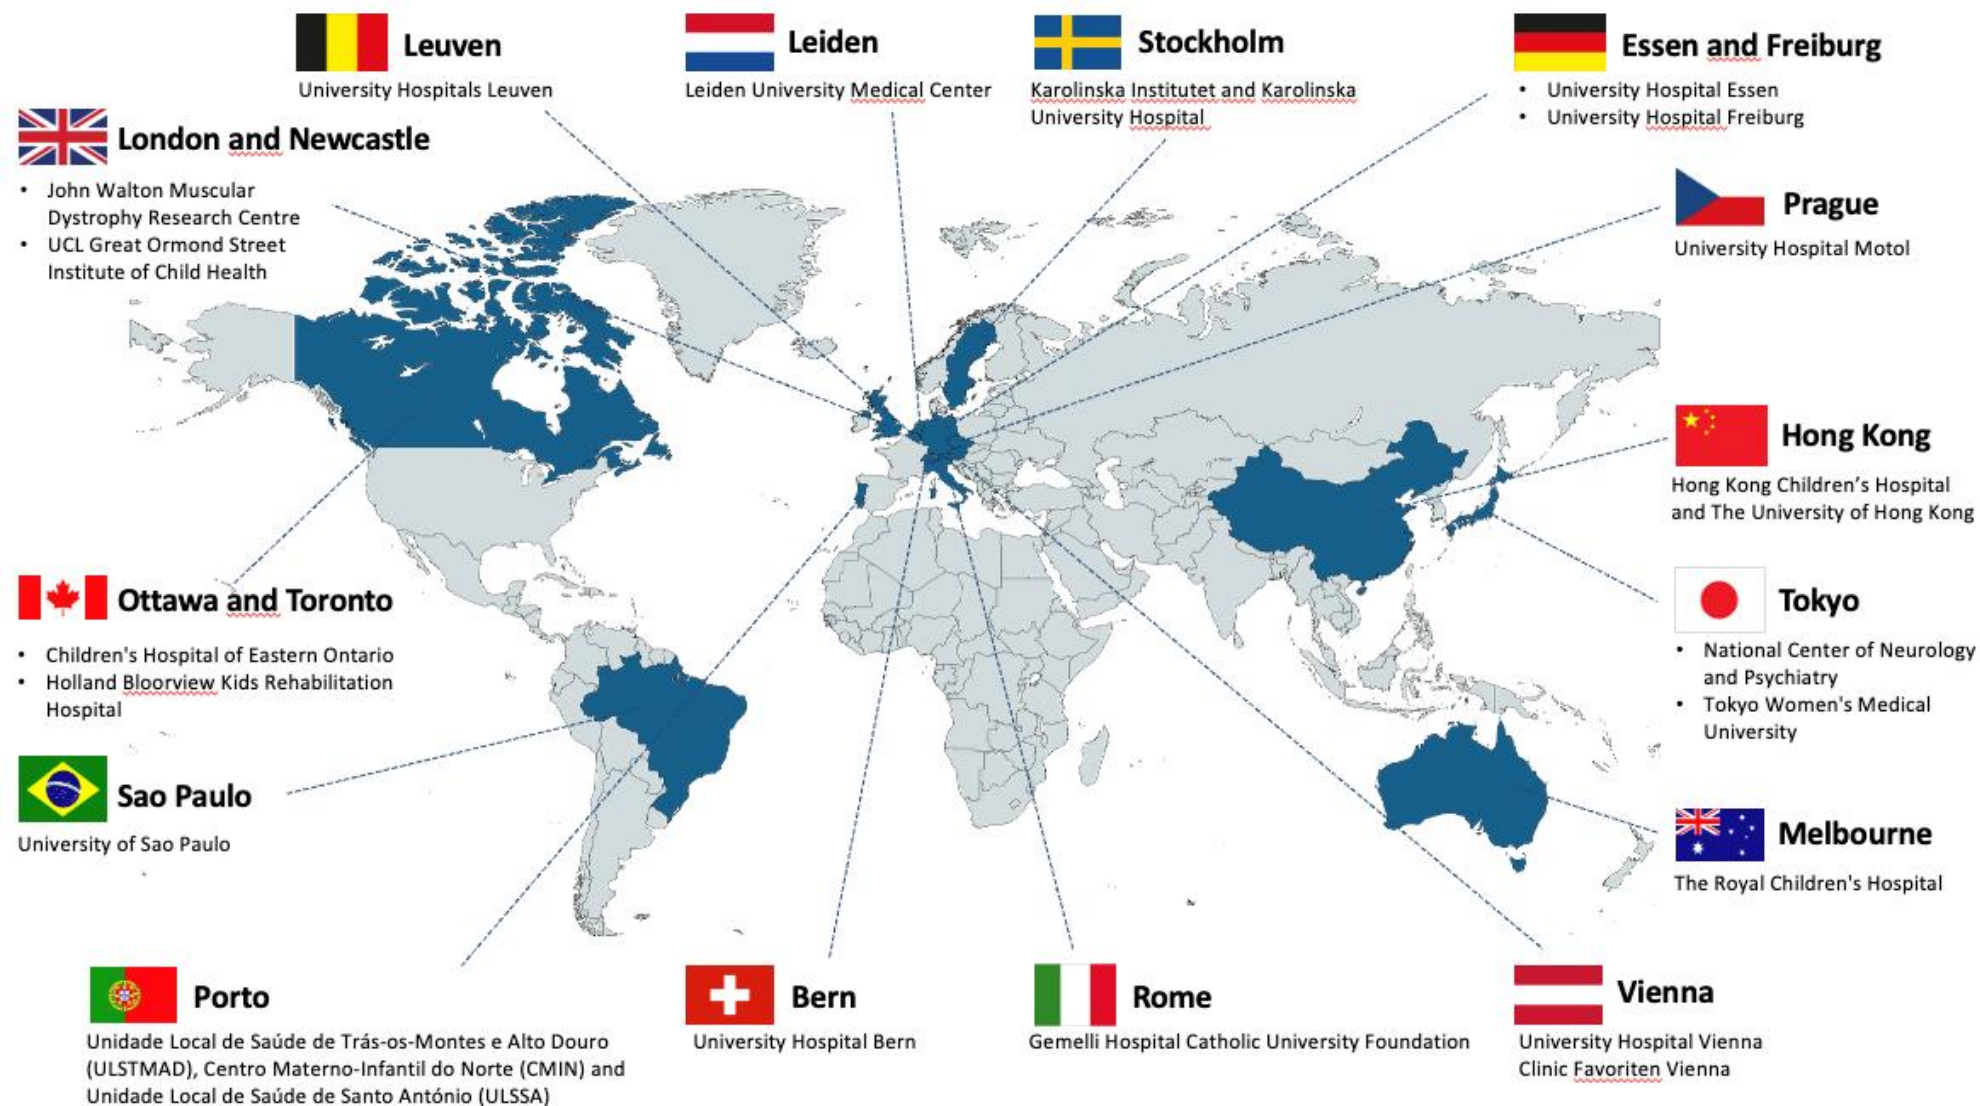 Leuven
University Hospitals Leuven
Leiden
Leiden University Medical Center
Stockholm
Karolinska Institutet and Karolinska
University Hospital
Essen and Freiburg
• University Hospital Essen
• University Hospital Freiburg
London and Newcastle
• John Walton Muscular
Dystrophy Research Centre
• UCL Great Ormond Street
Institute of Child Health
Prague
University Hospital Motol
Hong Kong
Hong Kong Children’s Hospital
and The University of Hong Kong
Ottawa and Toronto
• Children's Hospital of Eastern Ontario
• Holland Bloorview Kids Rehabilitation
Hospital
Tokyo
• National Center of Neurology
and Psychiatry
• Tokyo Women's Medical
University
Sao Paulo
University of Sao Paulo
Melbourne
The Royal Children's Hospital
Porto
Unidade Local de Saúde de Trás-os-Montes e Alto Douro
(ULSTMAD), Centro Materno-Infantil do Norte (CMIN) and
Unidade Local de Saúde de Santo António (ULSSA)
Bern
University Hospital Bern
Rome
Gemelli Hospital Catholic University Foundation
Vienna
University Hospital Vienna
Clinic Favoriten Vienna